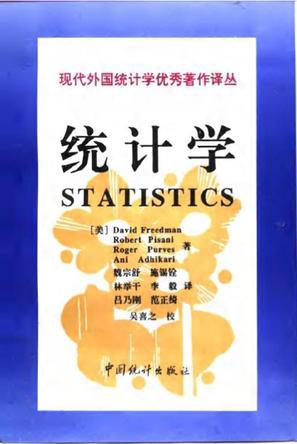 现代外国统计学优秀著作译丛
统计学
STATISTICS
[美] David Freedman
Robert Pisani
Roger Purves 著
Ani Adhikari
魏宗舒 施锡铨
林举干 李毅 译
吕乃刚 范正绮
吴喜之 校
中国统计出版社